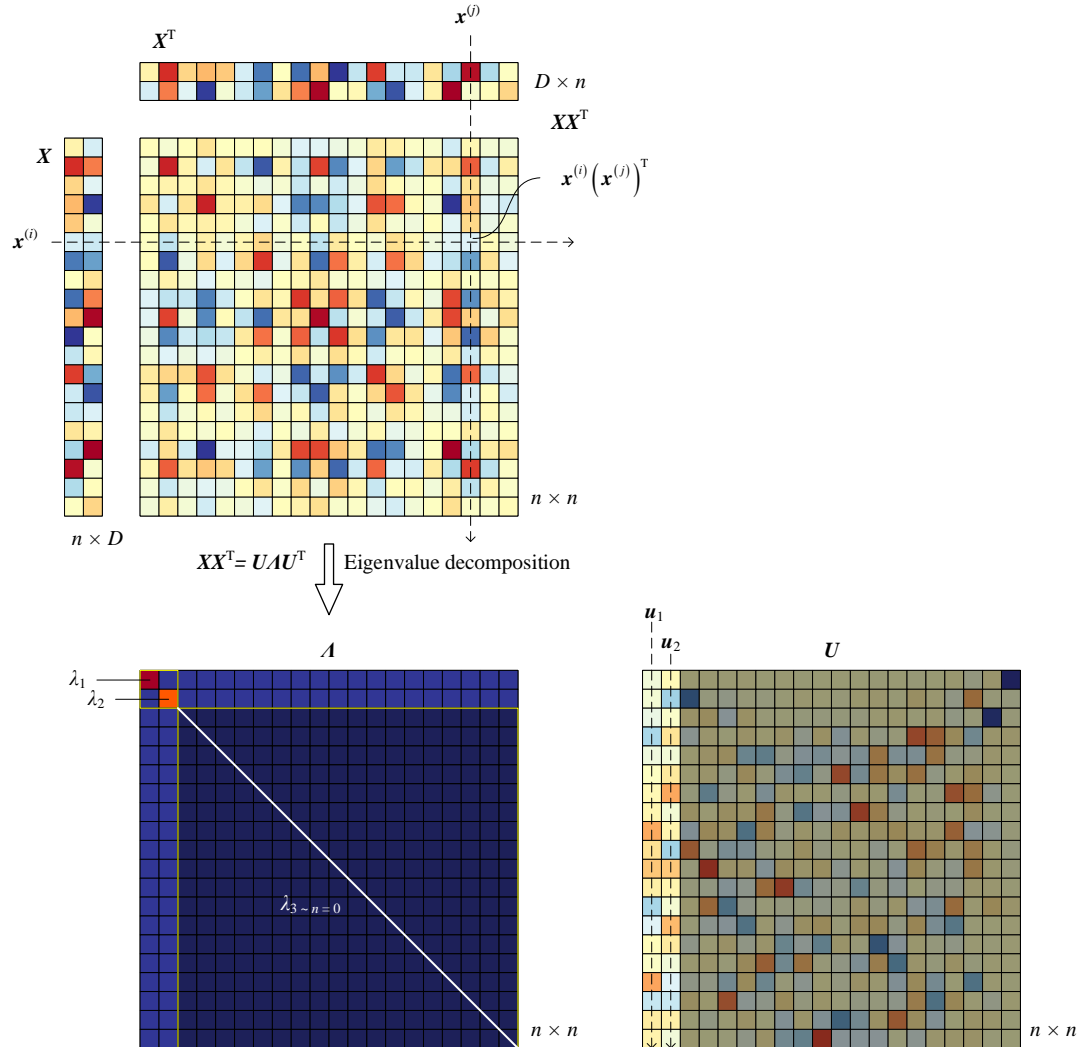 x^(j)
X^T
D × n
XX^T
X
x^(i)(x^(j))^T
x^(i)
n × n
n × D
XX^T = UΛU^T Eigenvalue decomposition
u_1
u_2
Λ
U
λ_1
λ_2
λ_3 ~ n = 0
n × n
n × n